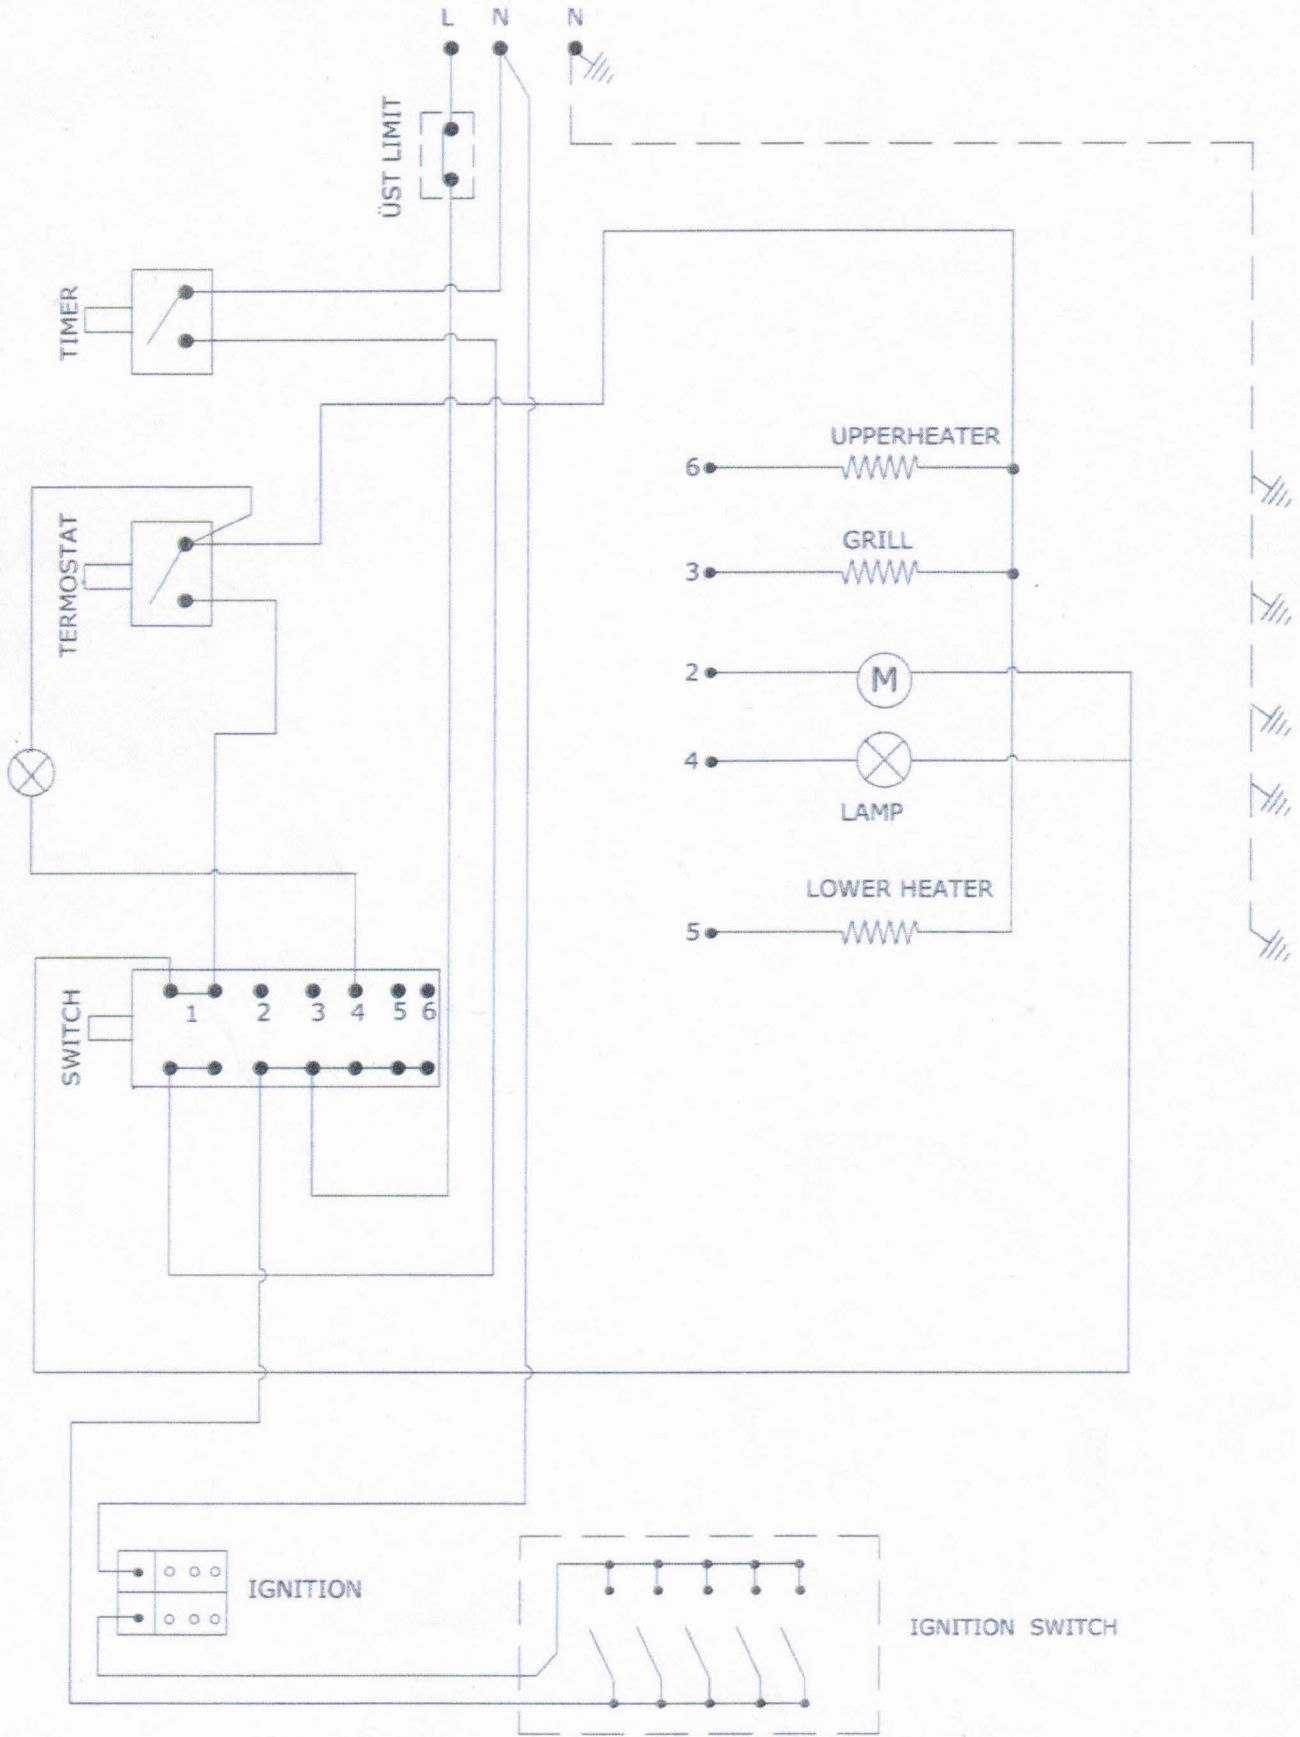 L N N
ÜST LIMIT
TIMER
UPPERHEATER
6
GRILL
3
TERMOSTAT
2 M
4
LAMP
LOWER HEATER
5
SWITCH
1 2 3 4 5 6
IGNITION
IGNITION SWITCH